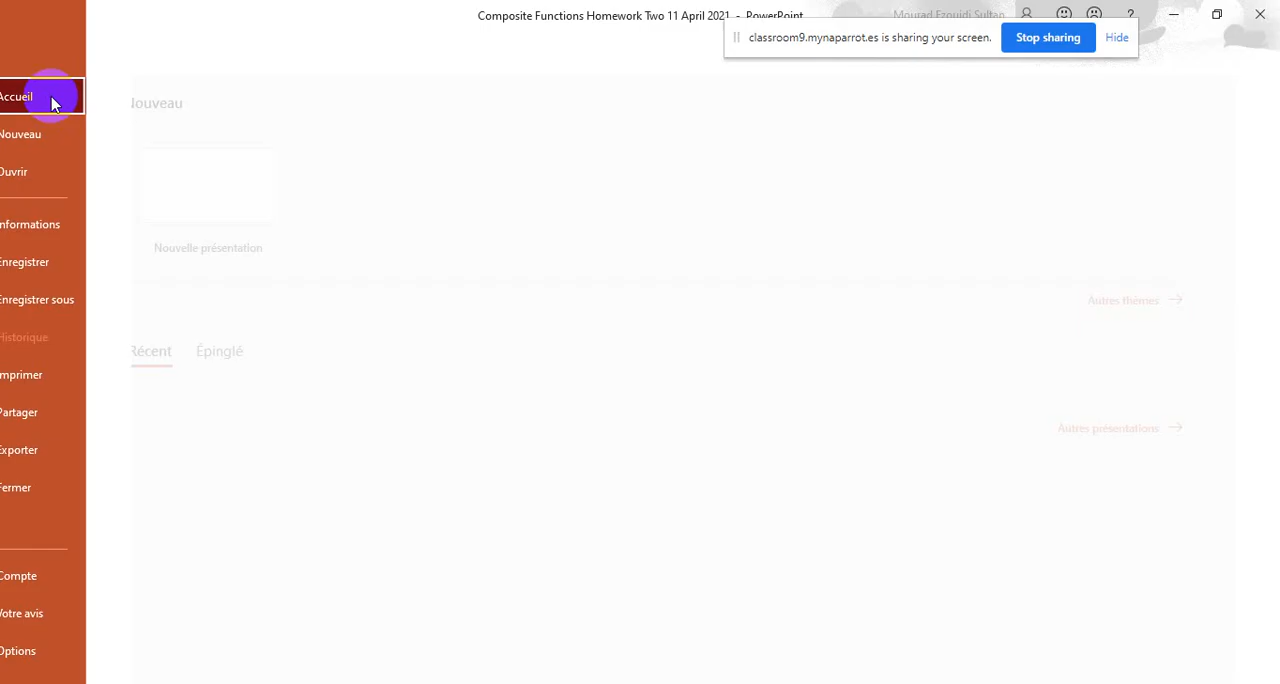 Composite Functions Homework Two 11 April 2021 - PowerPoint
Mourad Ezouidi Sultan
?
classroom9.mynaparrot.es is sharing your screen.
Stop sharing
Hide
Accueil
Nouveau
Ouvrir
Informations
Enregistrer
Enregistrer sous
Historique
Imprimer
Partager
Exporter
Fermer
Compte
Votre avis
Options
Nouveau
Nouvelle présentation
Autres thèmes
Récent
Épinglé
Autres présentations